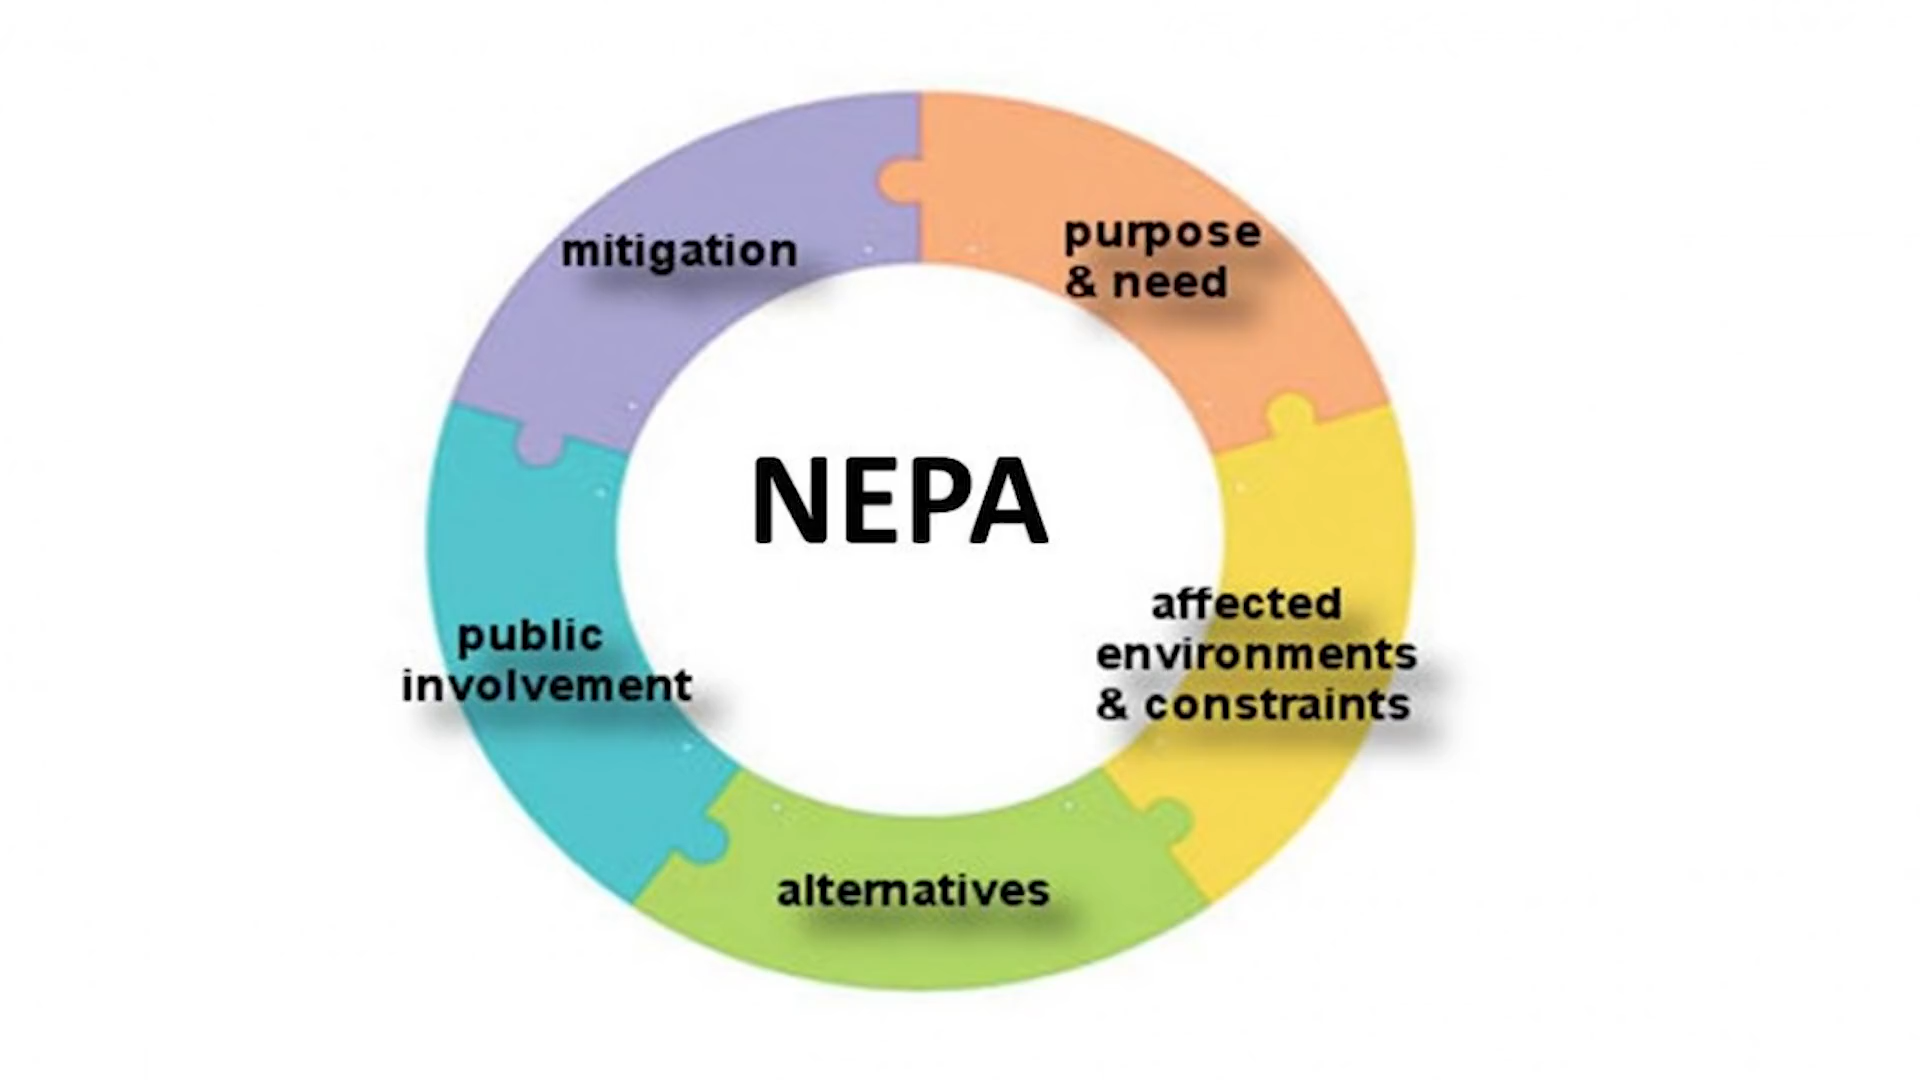 mitigation
purpose
& need
NEPA
affected
environments
& constraints
public
involvement
alternatives